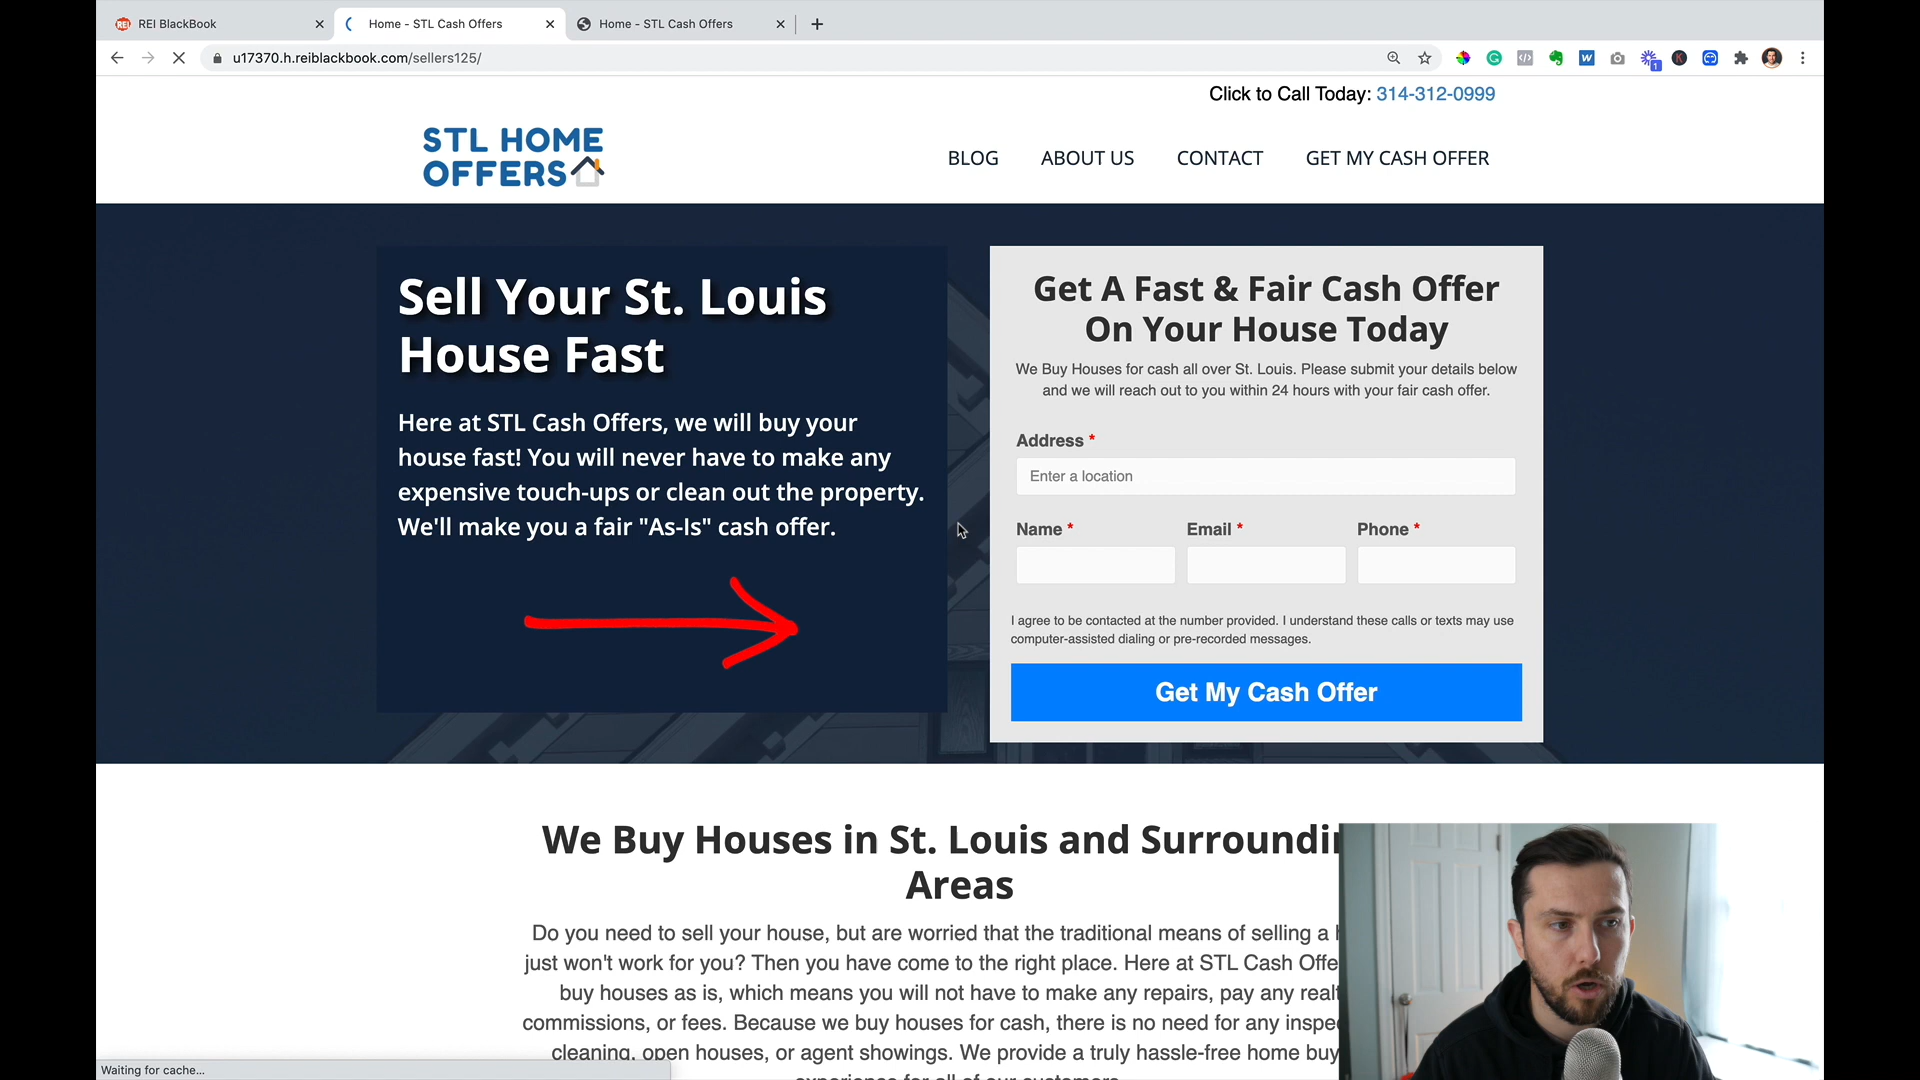 REI BlackBook
Home - STL Cash Offers
Home - STL Cash Offers
u17370.h.reiblackbook.com/sellers125/
Click to Call Today: 314-312-0999
STL HOME
OFFERS
BLOG ABOUT US CONTACT GET MY CASH OFFER
Sell Your St. Louis
House Fast
Here at STL Cash Offers, we will buy your
house fast! You will never have to make any
expensive touch-ups or clean out the property.
We'll make you a fair "As-Is" cash offer.
Get A Fast & Fair Cash Offer
On Your House Today
We Buy Houses for cash all over St. Louis. Please submit your details below
and we will reach out to you within 24 hours with your fair cash offer.
Address *
Enter a location
Name * Email * Phone *
I agree to be contacted at the number provided. I understand these calls or texts may use
computer-assisted dialing or pre-recorded messages.
Get My Cash Offer
We Buy Houses in St. Louis and
Areas
Do you need to sell your house, but are worried that the traditional means of selling a
just won't work for you? Then you have come to the right place. Here at STL Cash
buy houses as is, which means you will not have to make any repairs, pay any
commissions, or fees. Because we buy houses for cash, there is no need for any
cleaning, open houses, or agent showings. We provide a truly hassle-free home
experience for all of our customers
Waiting for cache...